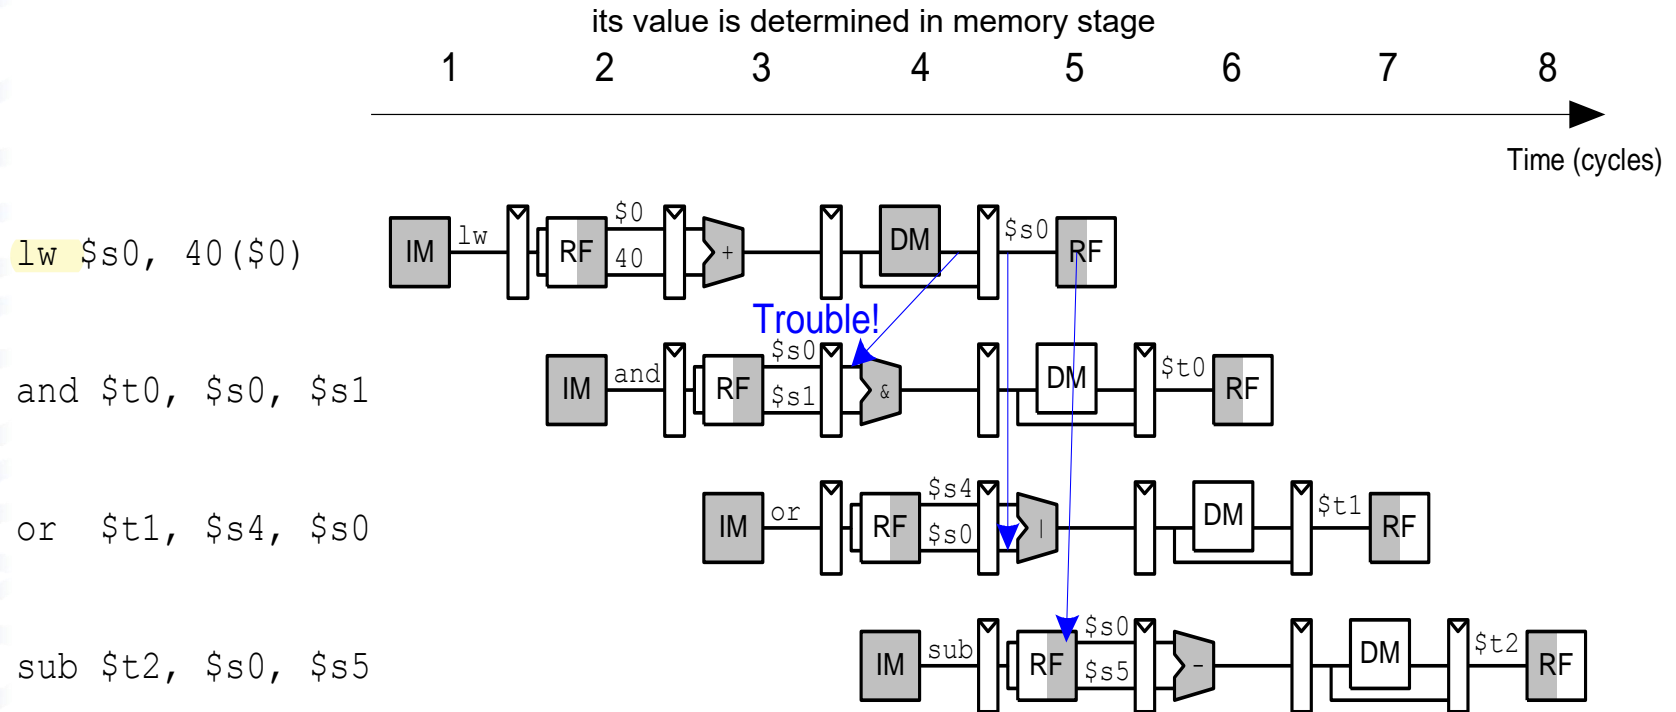 its value is determined in memory stage
1 2 3 4 5 6 7 8
Time (cycles)
lw $s0, 40($0) IM lw RF $0 40 + DM $s0 RF
Trouble!
and $t0, $s0, $s1 IM and RF $s0 $s1 & DM $t0 RF
or $t1, $s4, $s0 IM or RF $s4 $s0 | DM $t1 RF
sub $t2, $s0, $s5 IM sub RF $s0 $s5 - DM $t2 RF